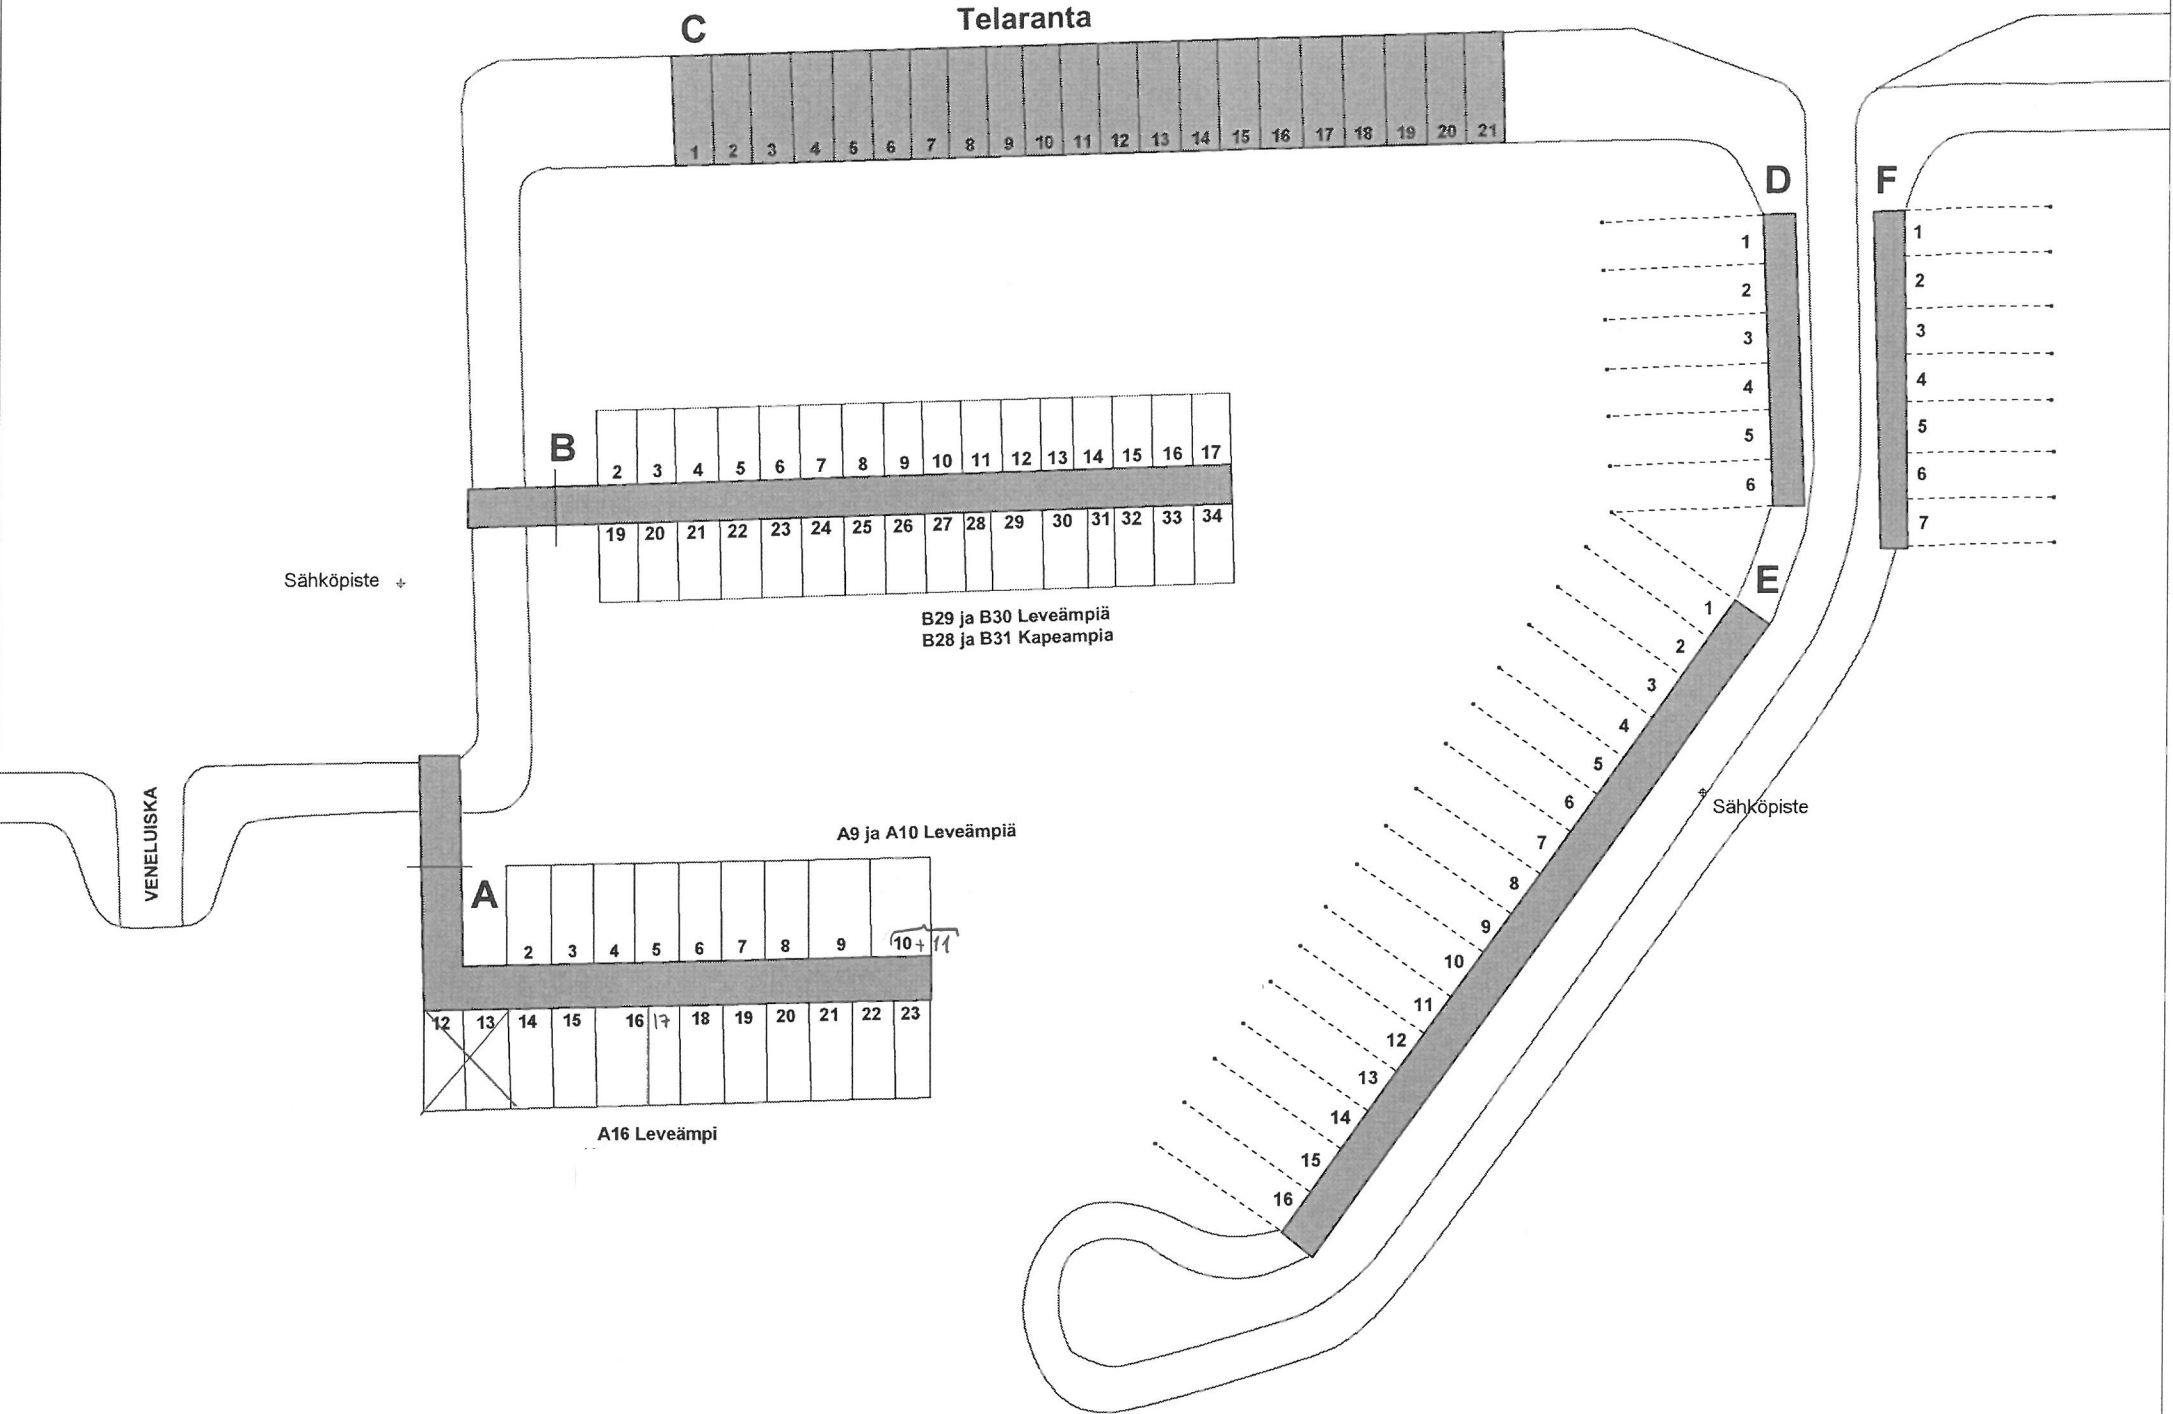 Telaranta
C
1 2 3 4 5 6 7 8 9 10 11 12 13 14 15 16 17 18 19 20 21
D
1
2
3
4
5
6
F
1
2
3
4
5
6
7
B
2 3 4 5 6 7 8 9 10 11 12 13 14 15 16 17
19 20 21 22 23 24 25 26 27 28 29 30 31 32 33 34
Sähköpiste
B29 ja B30 Leveämpiä
B28 ja B31 Kapeampia
E
1
2
3
4
5
6
7
8
9
10
11
12
13
14
15
16
Sähköpiste
VENELUISKA
A9 ja A10 Leveämpiä
A
2 3 4 5 6 7 8 9 10 + 11
12 13 14 15 16 17 18 19 20 21 22 23
A16 Leveämpi